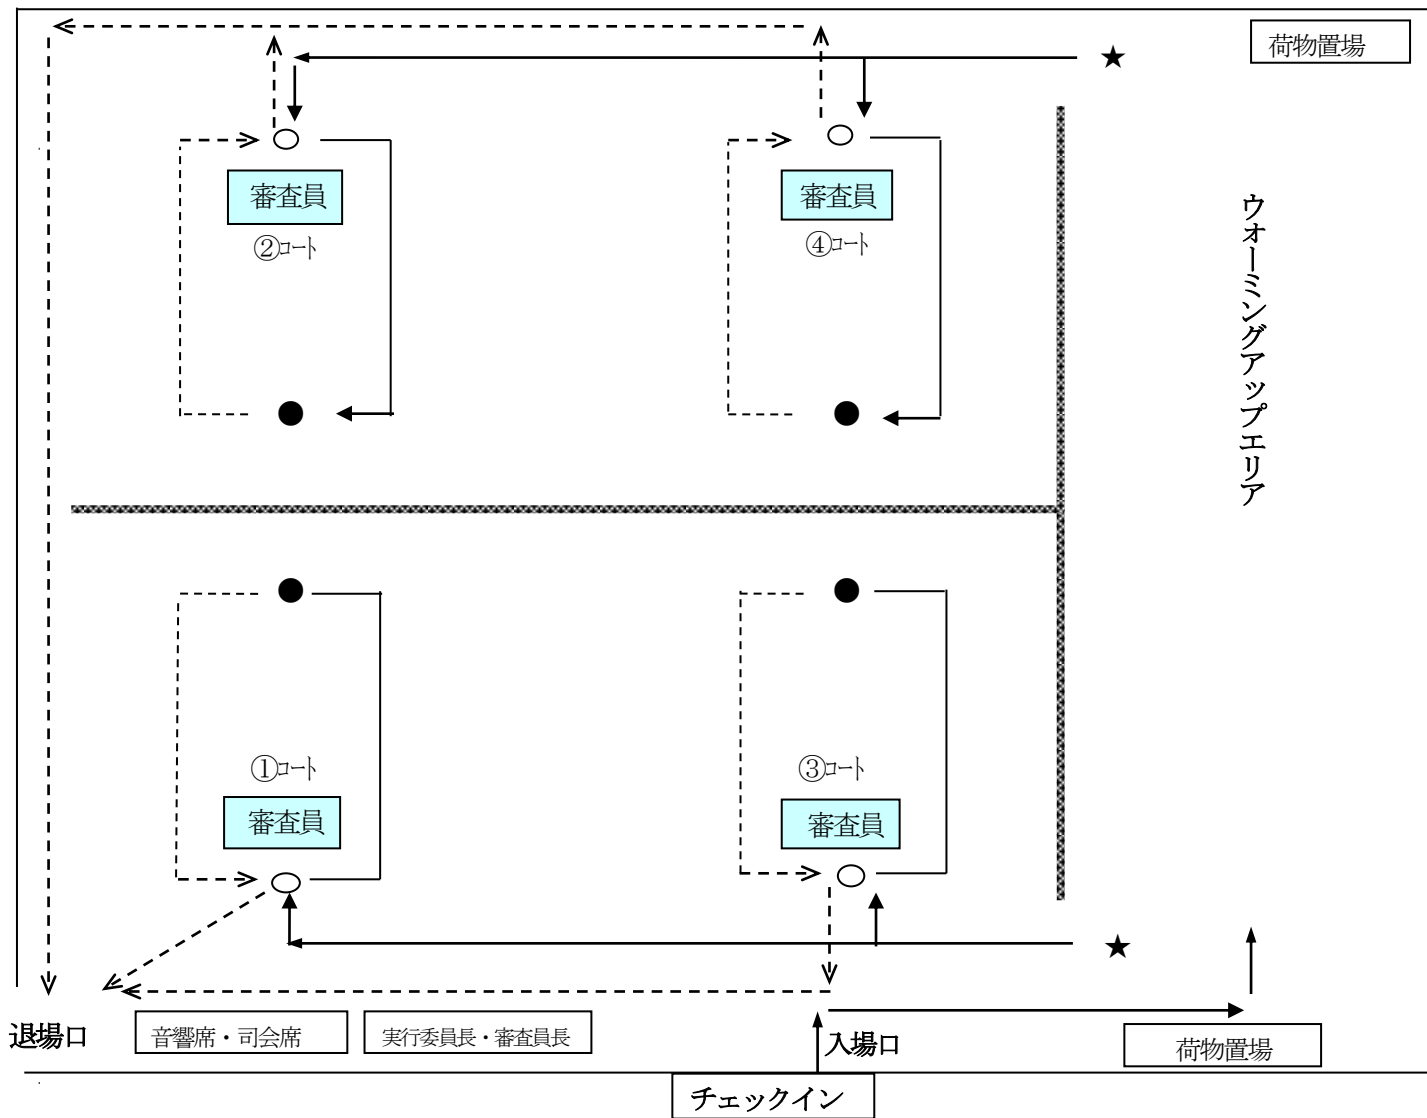 荷物置場
審査員
②コート
審査員
④コート
ウオーミングアップエリア
①コート
審査員
③コート
審査員
退場口
音響席・司会席
実行委員長・審査員長
入場口
荷物置場
チェックイン